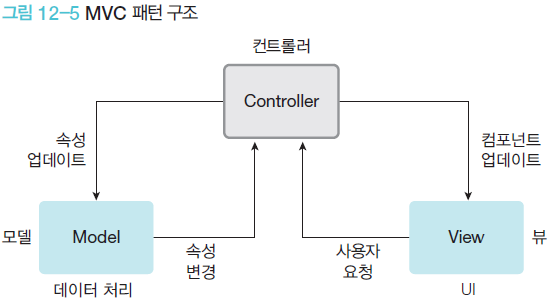 그림 12-5 MVC 패턴 구조
컨트롤러
Controller
속성
업데이트
컴포넌트
업데이트
모델
Model
속성
변경
사용자
요청
View
뷰
데이터 처리
UI